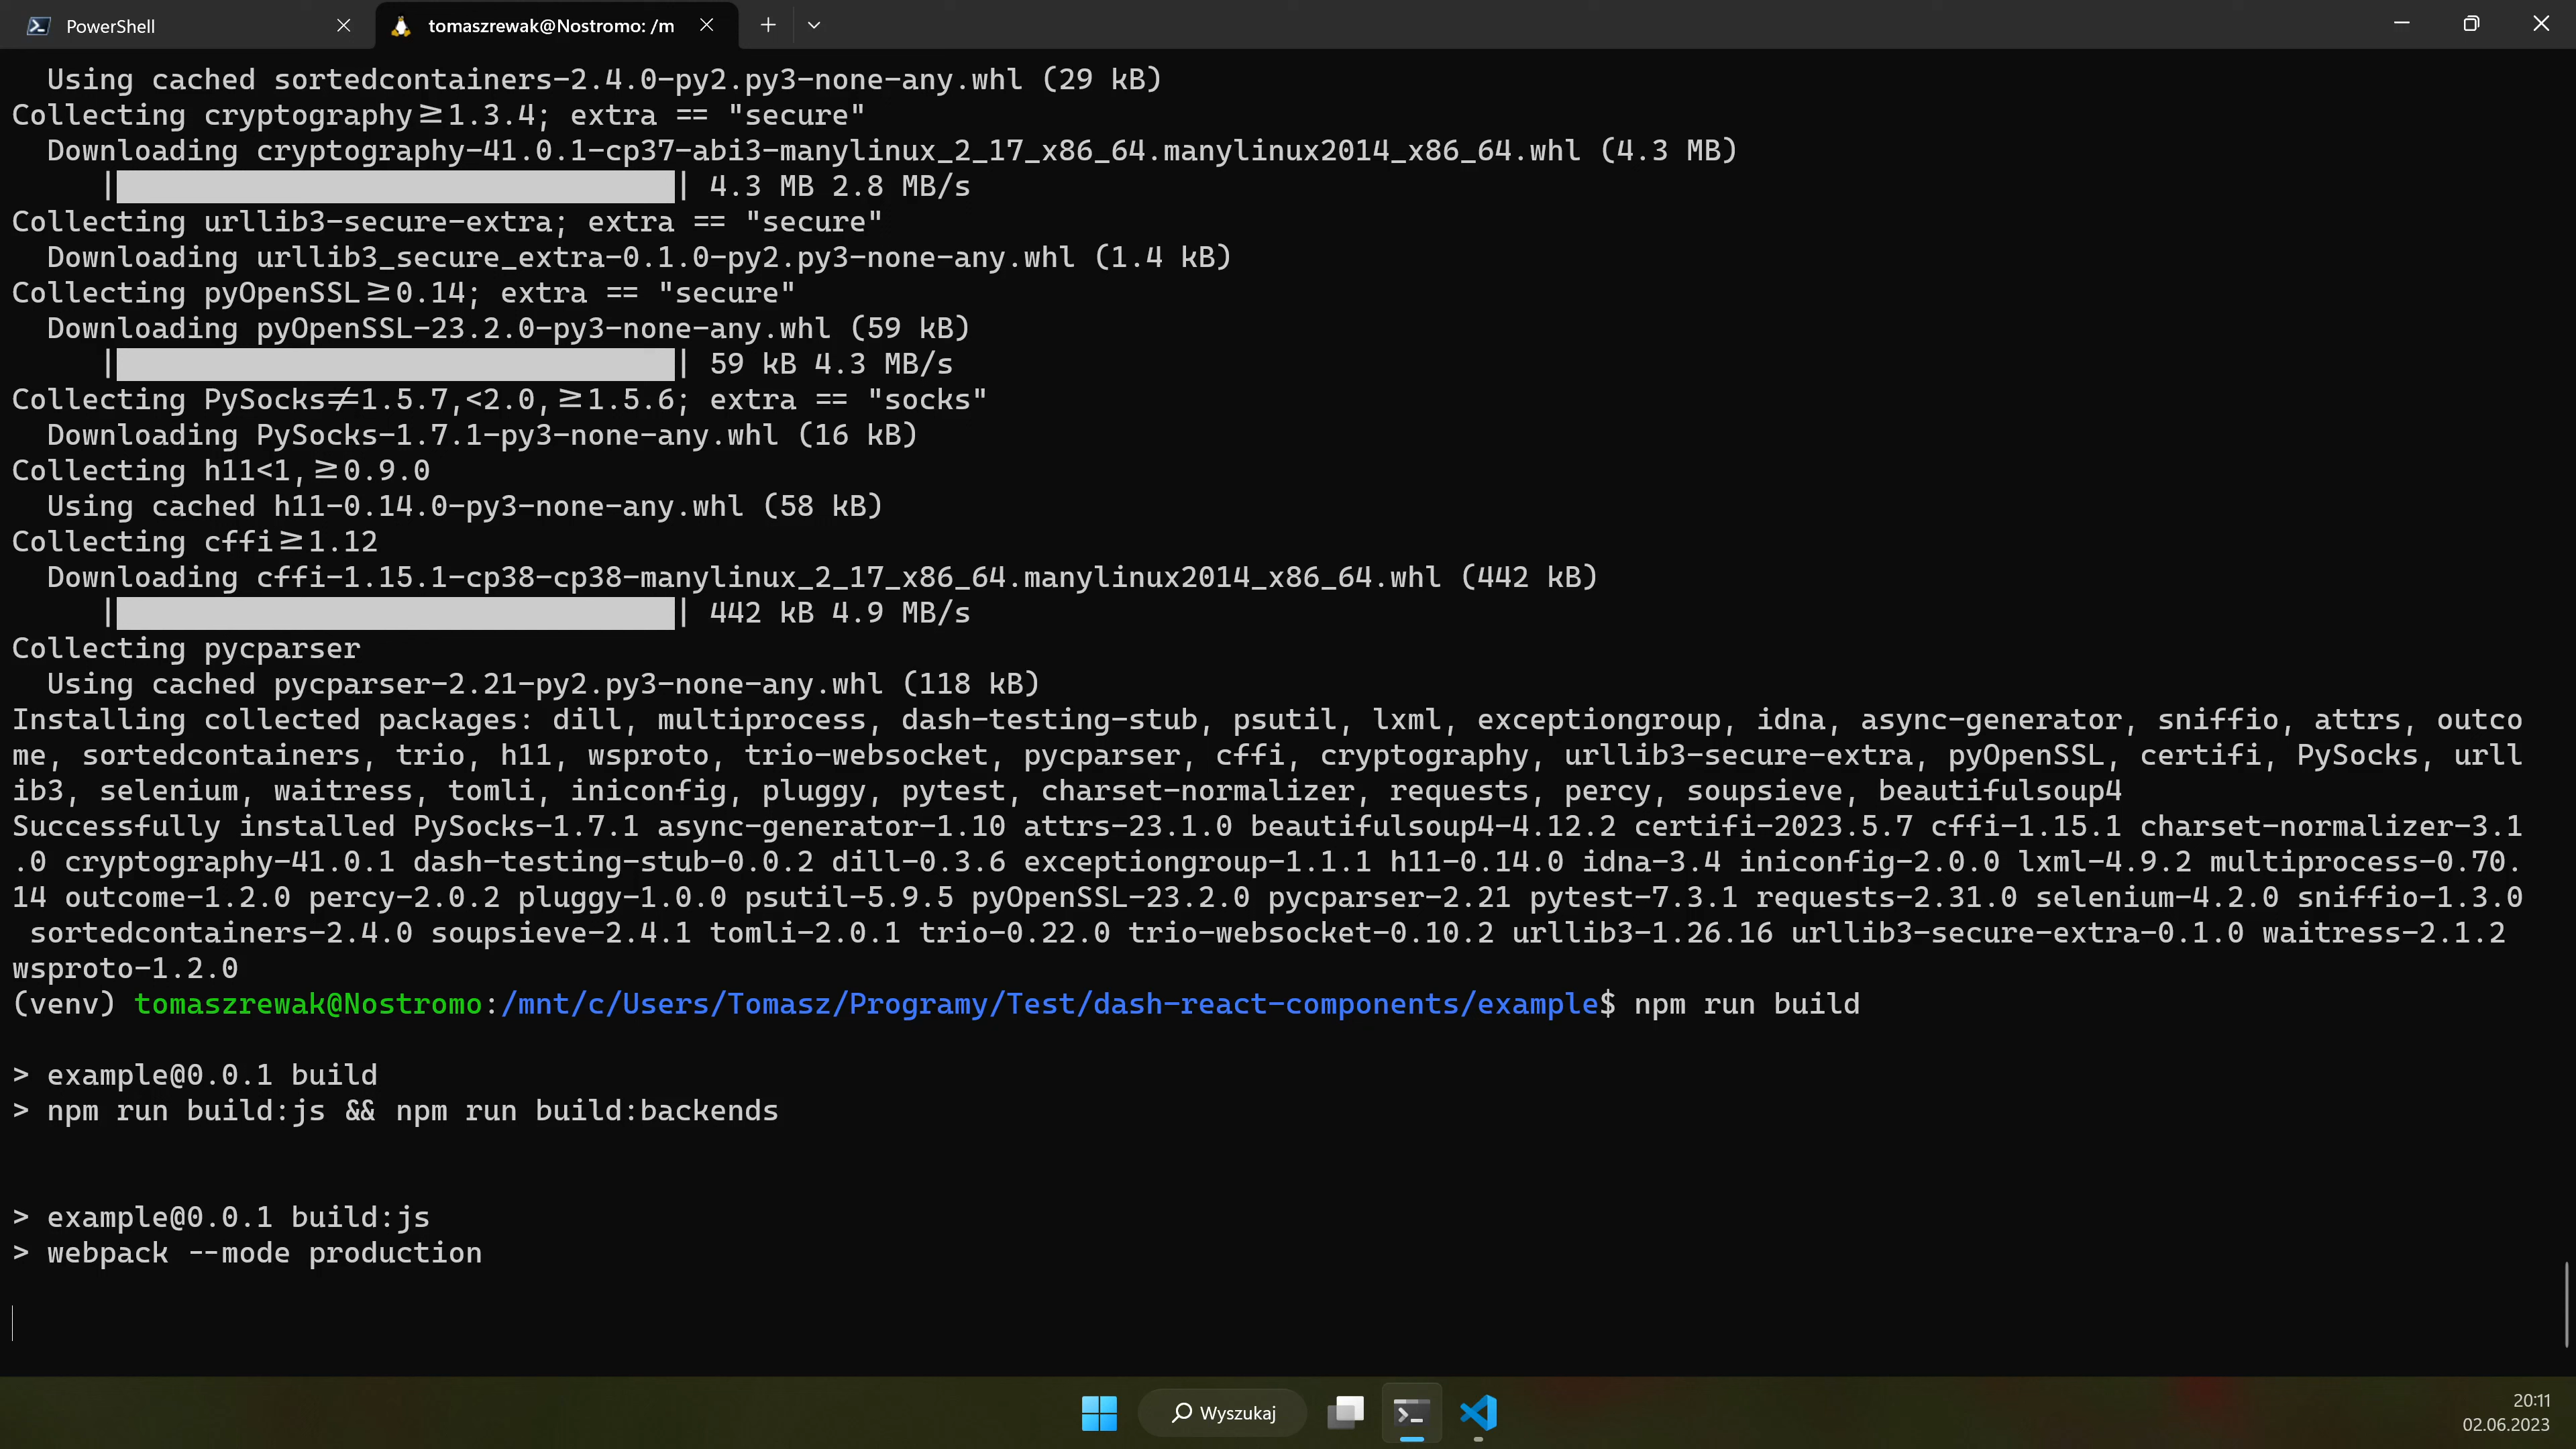 PowerShell
tomaszrewak@Nostromo: /m
Using cached sortedcontainers-2.4.0-py2.py3-none-any.whl (29 kB)
Collecting cryptography≥1.3.4; extra == "secure"
Downloading cryptography-41.0.1-cp37-abi3-manylinux_2_17_x86_64.manylinux2014_x86_64.whl (4.3 MB)
| | 4.3 MB 2.8 MB/s
Collecting urllib3-secure-extra; extra == "secure"
Downloading urllib3_secure_extra-0.1.0-py2.py3-none-any.whl (1.4 kB)
Collecting pyOpenSSL≥0.14; extra == "secure"
Downloading pyOpenSSL-23.2.0-py3-none-any.whl (59 kB)
| | 59 kB 4.3 MB/s
Collecting PySocks≠1.5.7,<2.0,≥1.5.6; extra == "socks"
Downloading PySocks-1.7.1-py3-none-any.whl (16 kB)
Collecting h11<1,≥0.9.0
Using cached h11-0.14.0-py3-none-any.whl (58 kB)
Collecting cffi≥1.12
Downloading cffi-1.15.1-cp38-cp38-manylinux_2_17_x86_64.manylinux2014_x86_64.whl (442 kB)
| | 442 kB 4.9 MB/s
Collecting pycparser
Using cached pycparser-2.21-py2.py3-none-any.whl (118 kB)
Installing collected packages: dill, multiprocess, dash-testing-stub, psutil, lxml, exceptiongroup, idna, async-generator, sniffio, attrs, outco
me, sortedcontainers, trio, h11, wsproto, trio-websocket, pycparser, cffi, cryptography, urllib3-secure-extra, pyOpenSSL, certifi, PySocks, urll
ib3, selenium, waitress, tomli, iniconfig, pluggy, pytest, charset-normalizer, requests, percy, soupsieve, beautifulsoup4
Successfully installed PySocks-1.7.1 async-generator-1.10 attrs-23.1.0 beautifulsoup4-4.12.2 certifi-2023.5.7 cffi-1.15.1 charset-normalizer-3.1
.0 cryptography-41.0.1 dash-testing-stub-0.0.2 dill-0.3.6 exceptiongroup-1.1.1 h11-0.14.0 idna-3.4 iniconfig-2.0.0 lxml-4.9.2 multiprocess-0.70.
14 outcome-1.2.0 percy-2.0.2 pluggy-1.0.0 psutil-5.9.5 pyOpenSSL-23.2.0 pycparser-2.21 pytest-7.3.1 requests-2.31.0 selenium-4.2.0 sniffio-1.3.0
sortedcontainers-2.4.0 soupsieve-2.4.1 tomli-2.0.1 trio-0.22.0 trio-websocket-0.10.2 urllib3-1.26.16 urllib3-secure-extra-0.1.0 waitress-2.1.2
wsproto-1.2.0
(venv) tomaszrewak@Nostromo:/mnt/c/Users/Tomasz/Programy/Test/dash-react-components/example$ npm run build
> example@0.0.1 build
> npm run build:js && npm run build:backends
> example@0.0.1 build:js
> webpack --mode production
Wyszukaj
20:11
02.06.2023